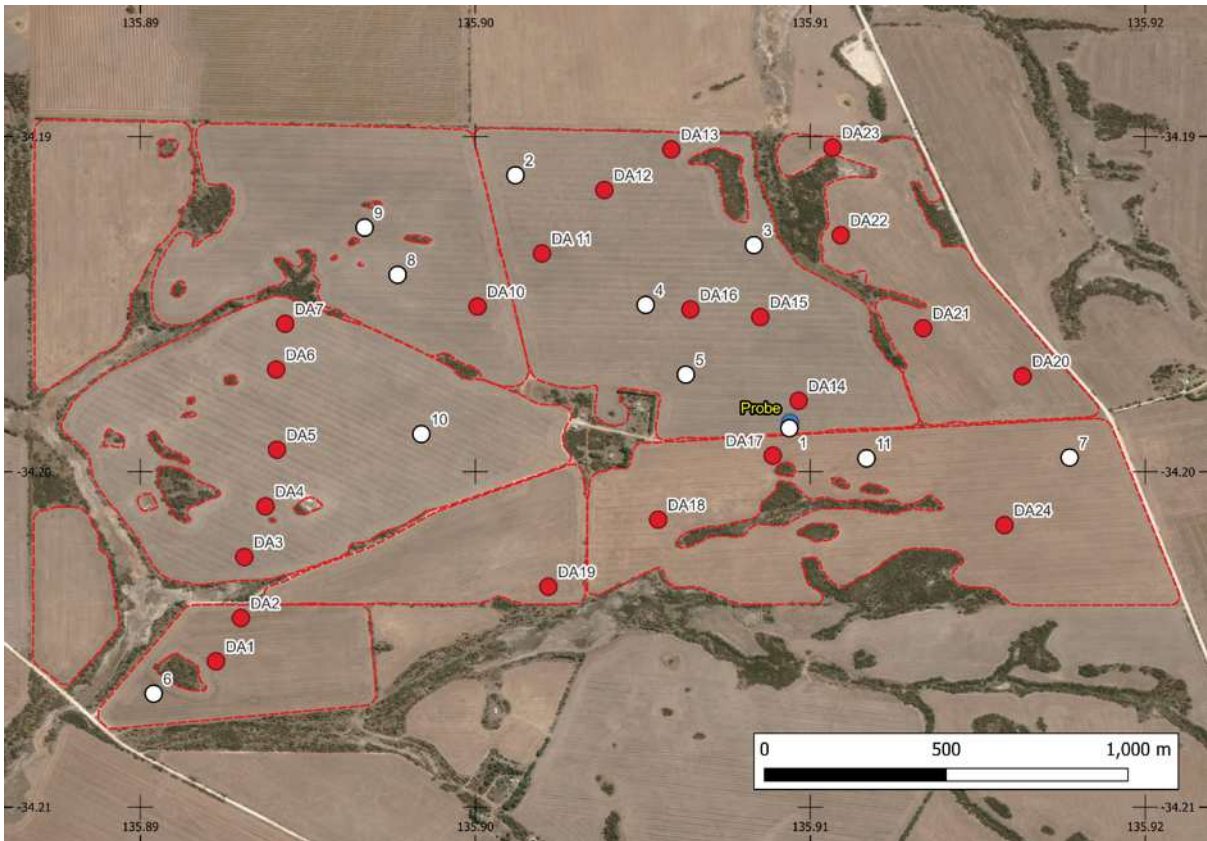 135.89 135.90 135.91 135.92
-34.19 -34.19
DA23
DA13
2
DA12
9
DA22
3
DA 11
8
DA10
4
DA16
DA15
DA7
DA21
DA6
5
DA20
DA14
Probe
10
1
DA17
11
7
DA5
-34.20 -34.20
DA4
DA18
DA24
DA3
DA19
DA2
DA1
6
0 500 1,000 m
-34.21 -34.21
135.89 135.90 135.91 135.92